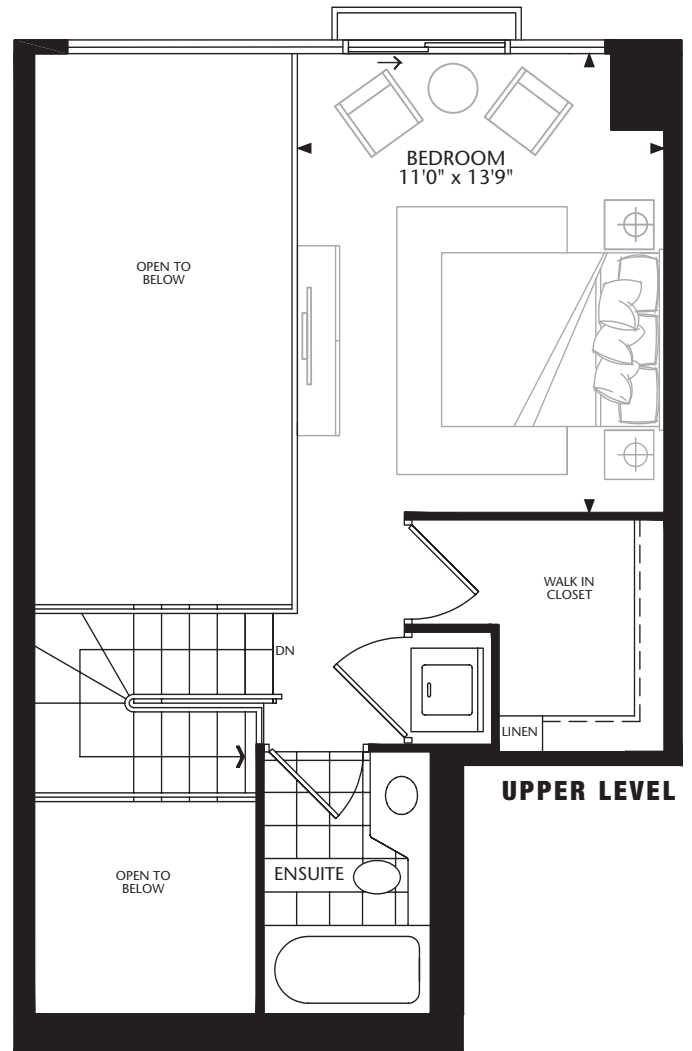 BEDROOM
11'0" x 13'9"
OPEN TO
BELOW
WALK IN
CLOSET
DN
LINEN
UPPER LEVEL
ENSUITE
OPEN TO
BELOW